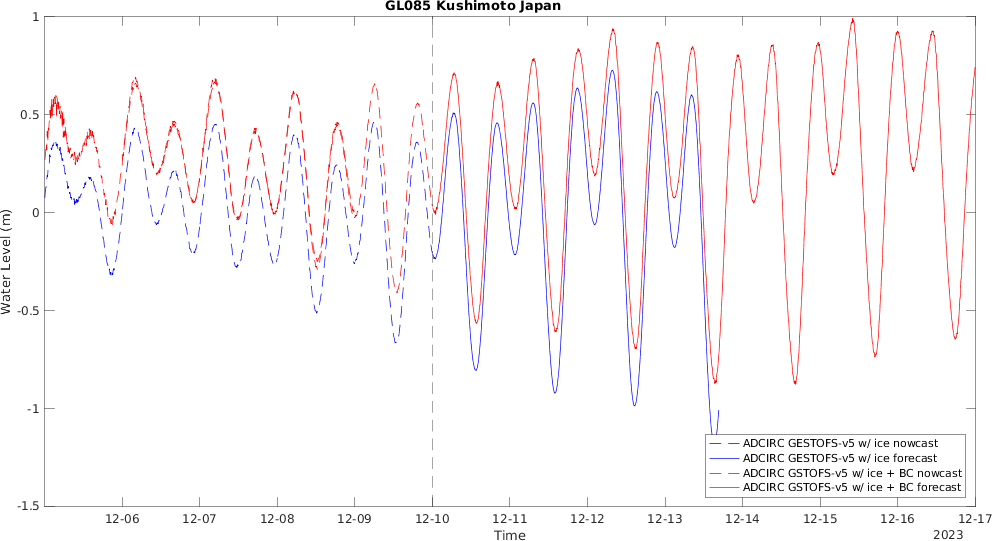 GL085 Kushimoto Japan
1
0.5
0
-0.5
-1
-1.5
Water Level (m)
12-06 12-07 12-08 12-09 12-10 12-11 12-12 12-13 12-14 12-15 12-16 12-17
Time
2023
ADCIRC GESTOFS-v5 w/ ice nowcast
ADCIRC GESTOFS-v5 w/ ice forecast
ADCIRC GSTOFS-v5 w/ ice + BC nowcast
ADCIRC GSTOFS-v5 w/ ice + BC forecast